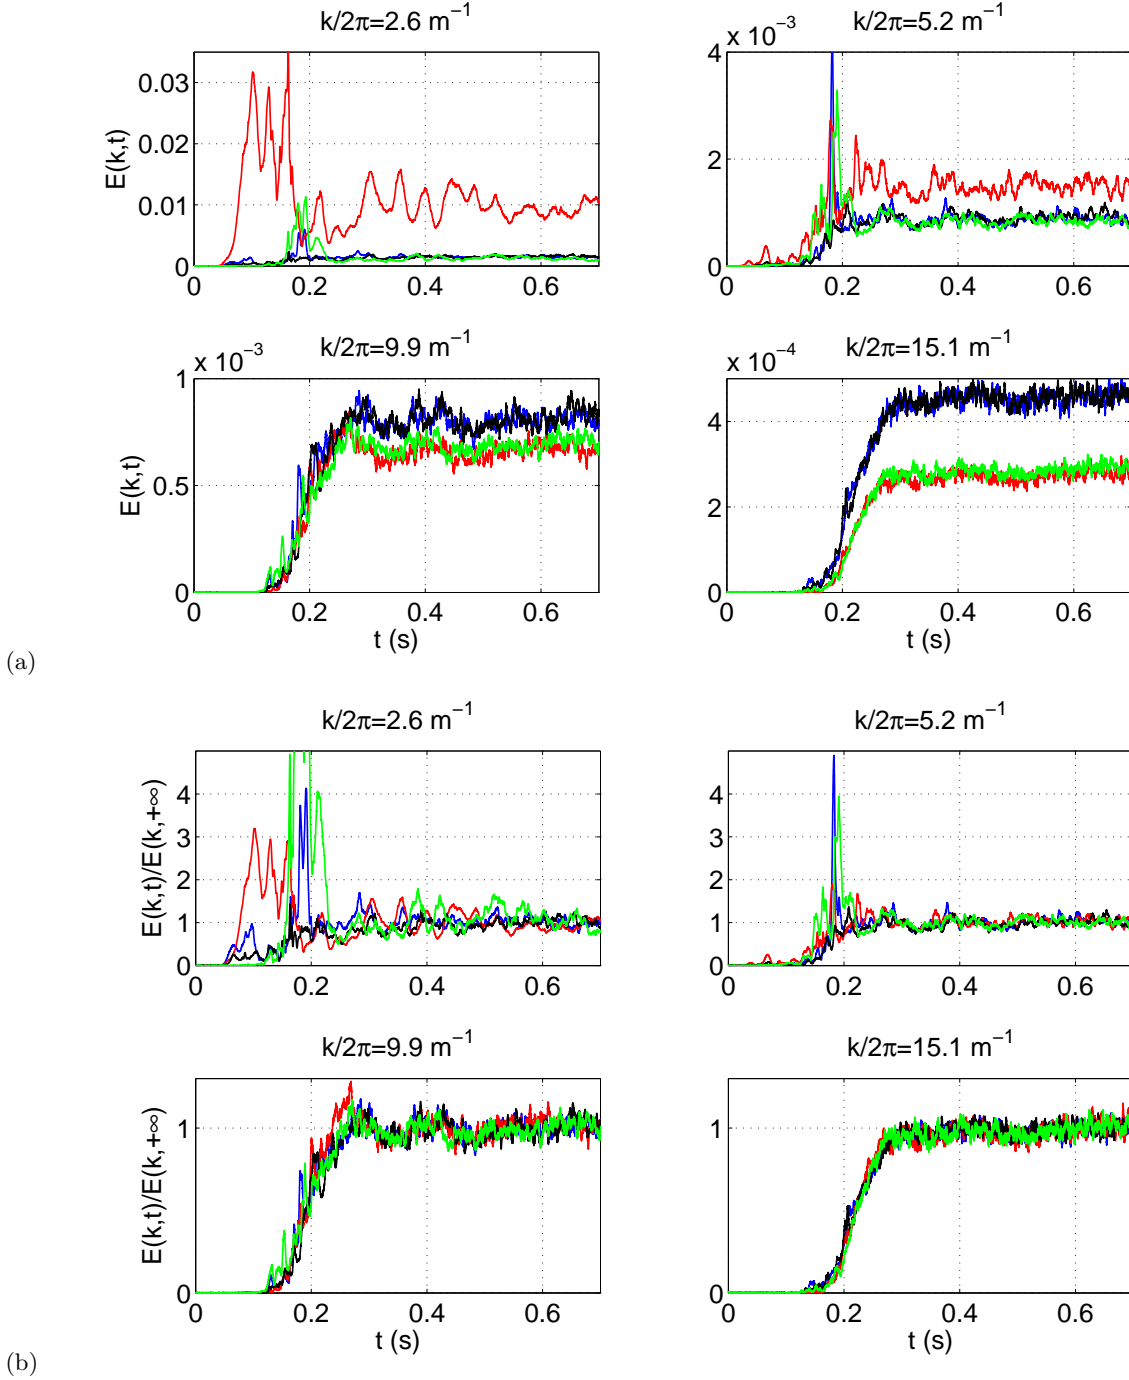 (a)
k/2π=2.6 m⁻¹
E(k,t)
0.03
0.02
0.01
0
0 0.2 0.4 0.6
k/2π=5.2 m⁻¹
x 10⁻³
4
2
0
0 0.2 0.4 0.6
k/2π=9.9 m⁻¹
x 10⁻³
E(k,t)
1
0.5
0
0 0.2 0.4 0.6
t (s)
k/2π=15.1 m⁻¹
x 10⁻⁴
4
2
0
0 0.2 0.4 0.6
t (s)
(b)
k/2π=2.6 m⁻¹
E(k,t)/E(k,+∞)
4
3
2
1
0
0 0.2 0.4 0.6
k/2π=5.2 m⁻¹
4
3
2
1
0
0 0.2 0.4 0.6
k/2π=9.9 m⁻¹
E(k,t)/E(k,+∞)
1
0
0 0.2 0.4 0.6
t (s)
k/2π=15.1 m⁻¹
1
0
0 0.2 0.4 0.6
t (s)